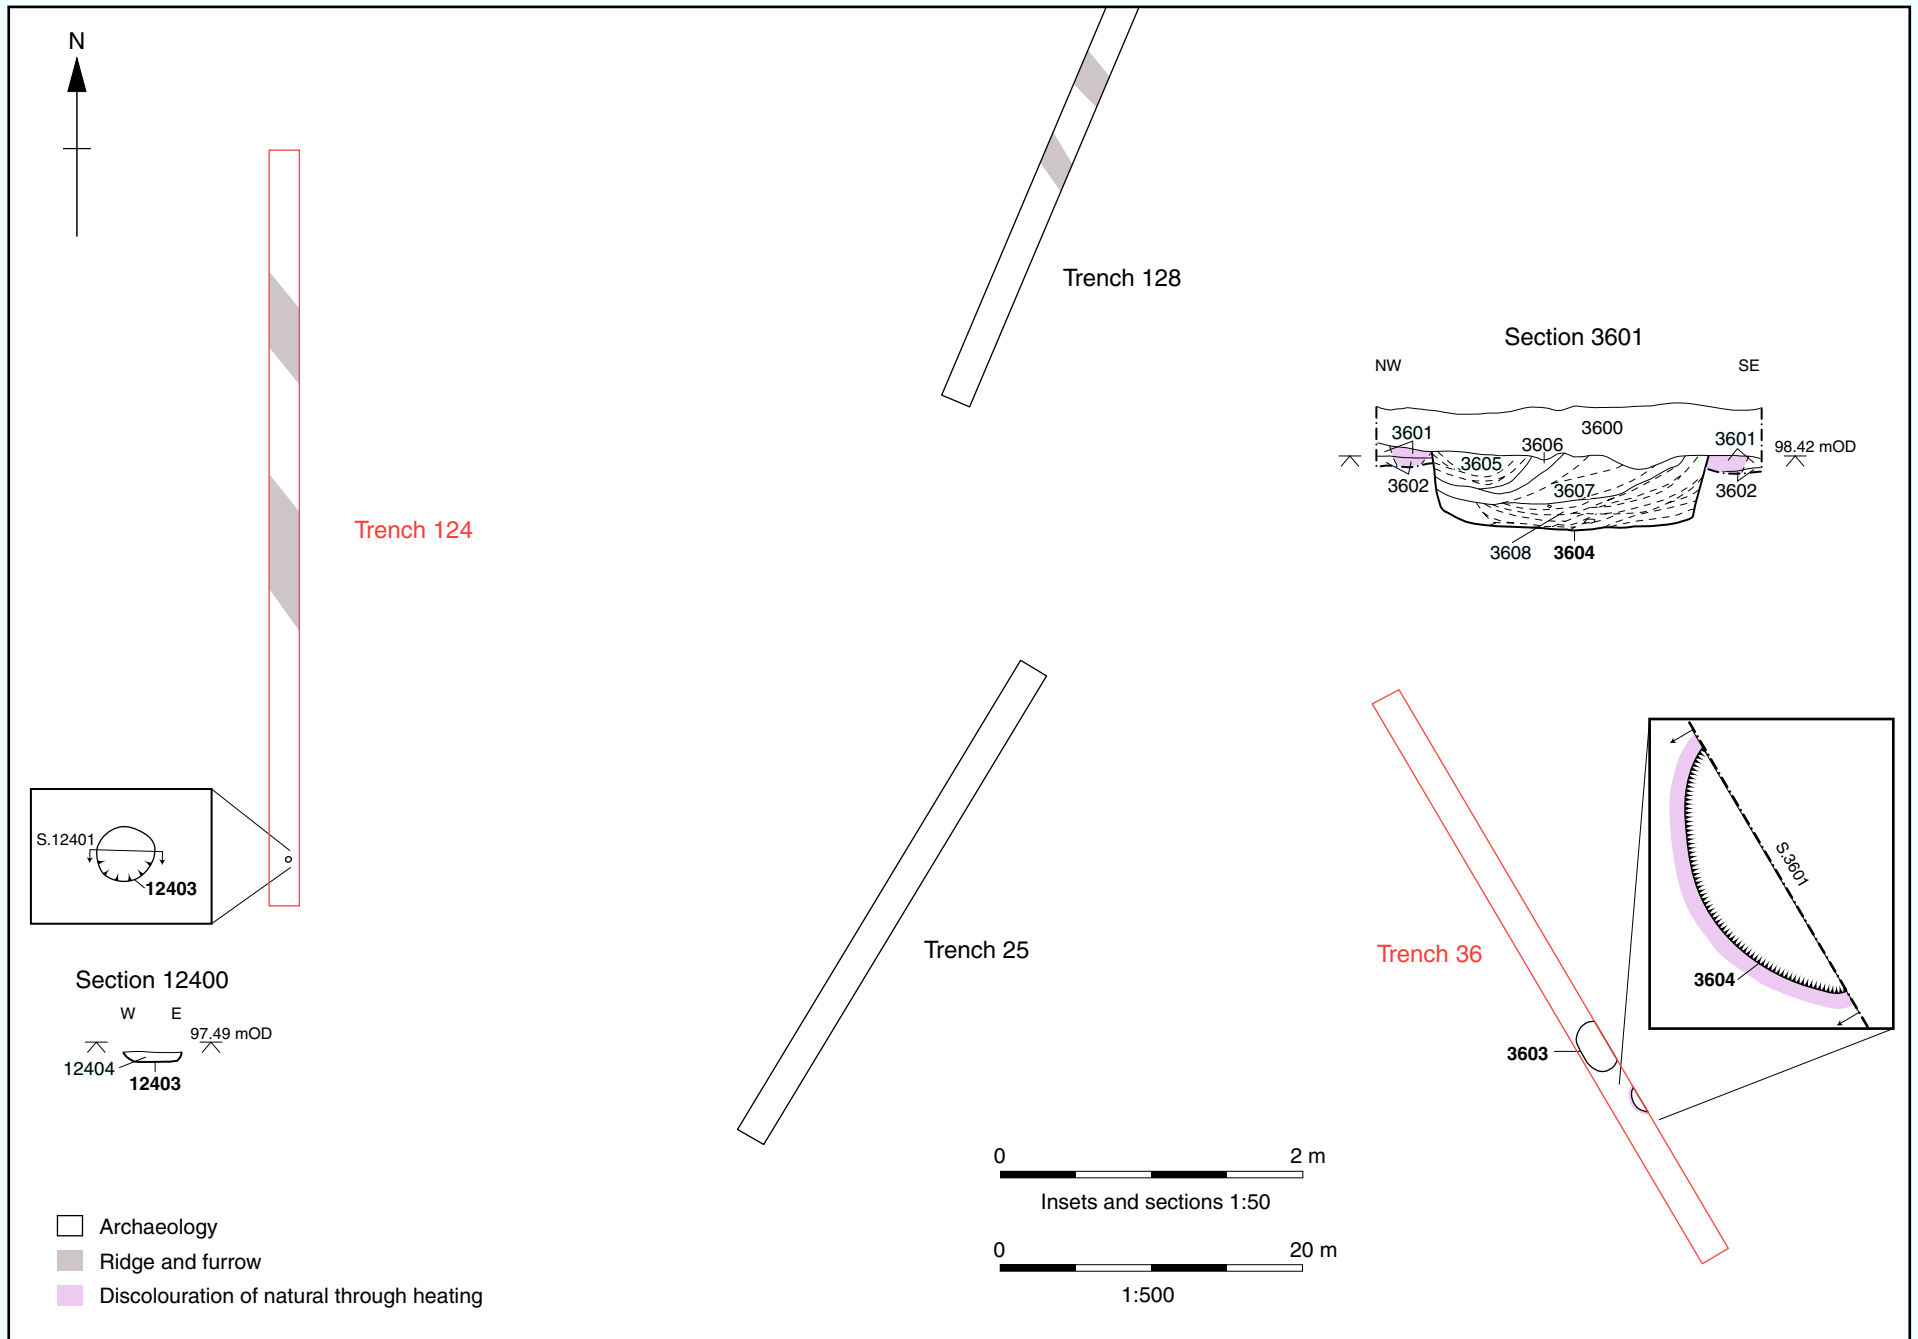 N
Trench 128
Section 3601
NW
SE
3600
3601
3606
3601
98.42 mOD
3605
3602
3607
3602
3608
3604
Trench 124
S.12401
12403
Section 12400
W
E
97.49 mOD
12404
12403
Trench 25
Trench 36
S.3601
3604
3603
0
2 m
Insets and sections 1:50
0
20 m
1:500
Archaeology
Ridge and furrow
Discolouration of natural through heating